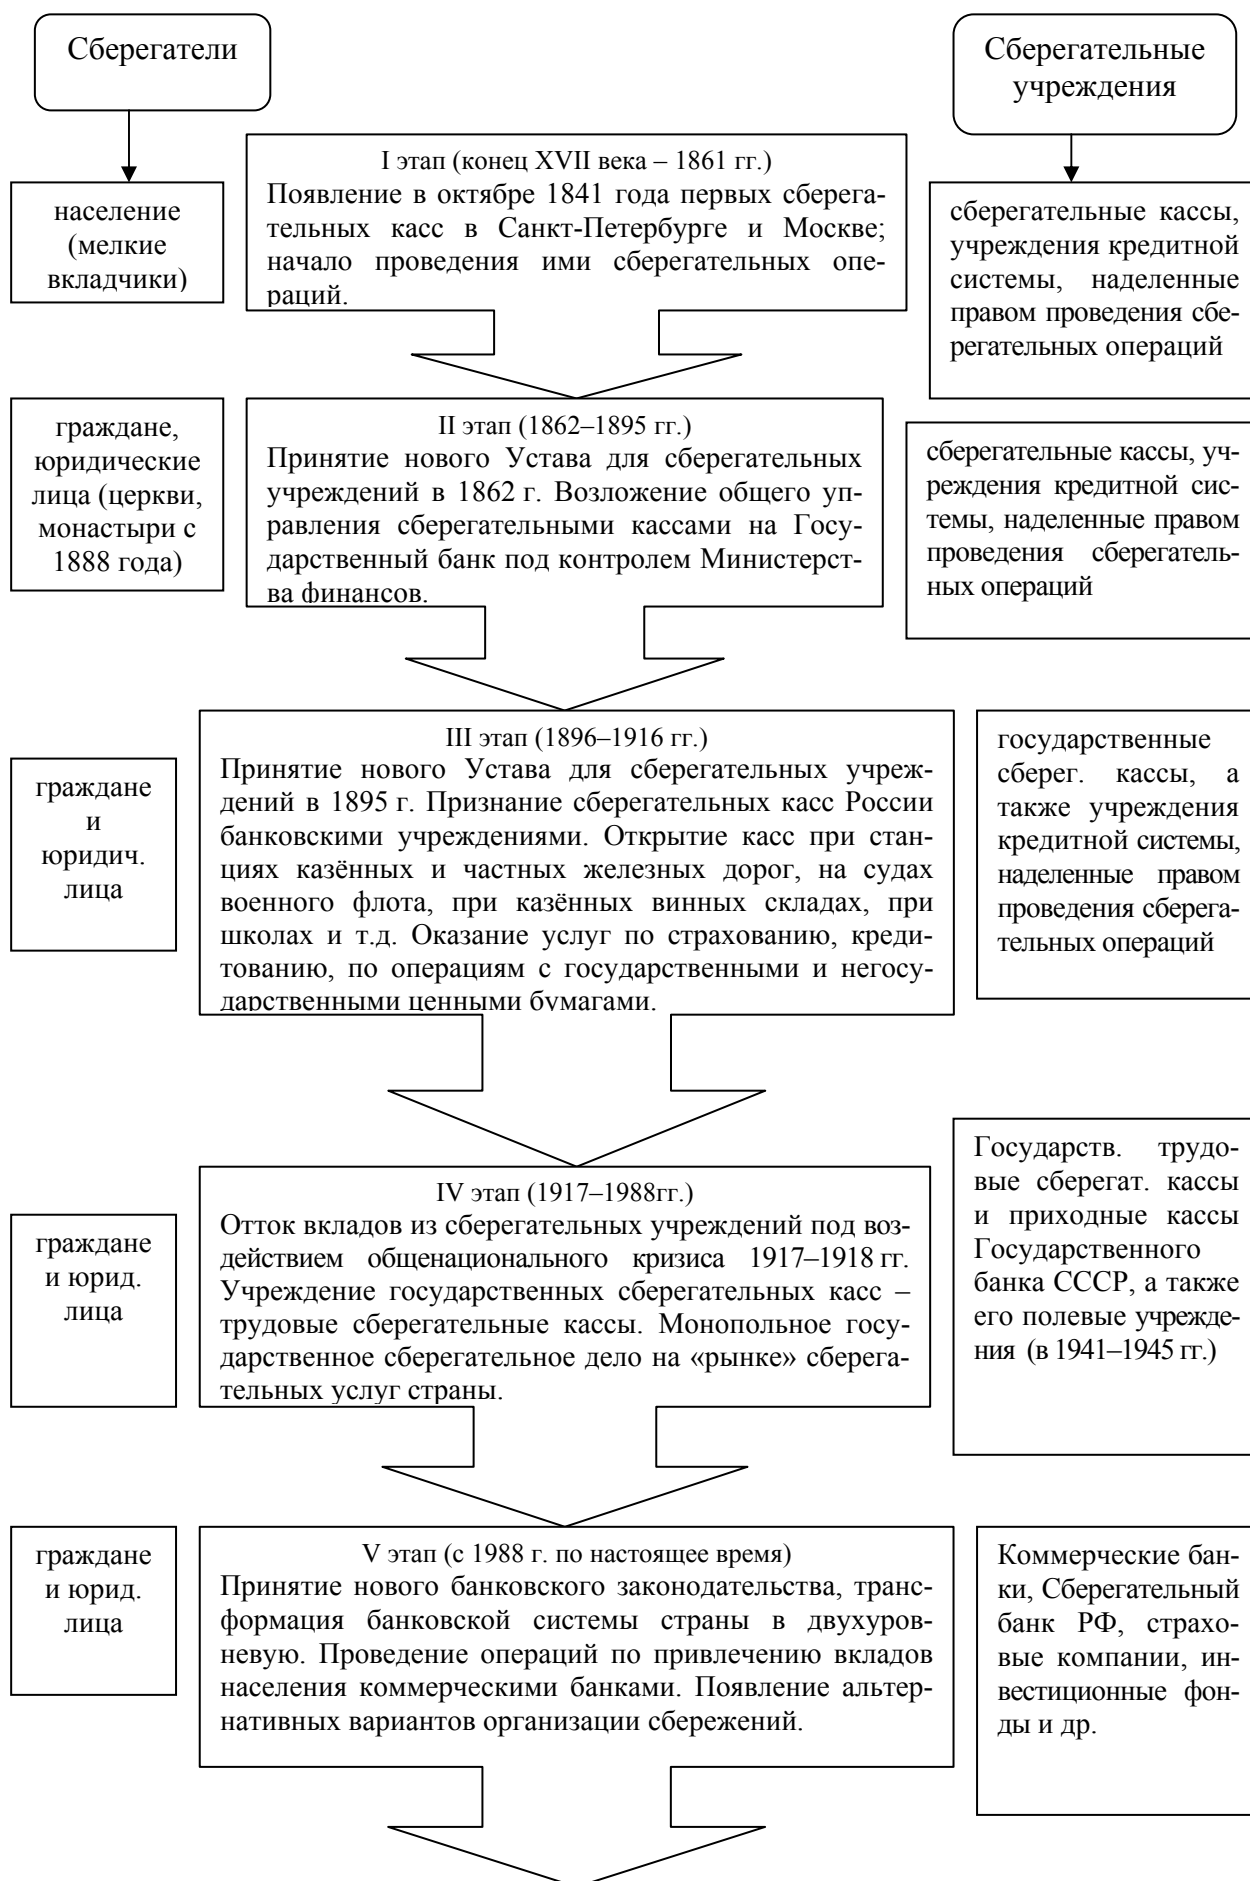 Сберегатели
Сберегательные
учреждения
I этап (конец XVII века – 1861 гг.)
Появление в октябре 1841 года первых сберега-
тельных касс в Санкт-Петербурге и Москве;
начало проведения ими сберегательных опе-
раций.
население
(мелкие
вкладчики)
сберегательные кассы,
учреждения кредитной
системы, наделенные
правом проведения сбе-
регательных операций
граждане,
юридические
лица (церкви,
монастыри с
1888 года)
II этап (1862–1895 гг.)
Принятие нового Устава для сберегательных
учреждений в 1862 г. Возложение общего уп-
равления сберегательными кассами на Госу-
дарственный банк под контролем Министерст-
ва финансов.
сберегательные кассы, уч-
реждения кредитной сис-
темы, наделенные правом
проведения сберегатель-
ных операций
граждане
и
юридич.
лица
III этап (1896–1916 гг.)
Принятие нового Устава для сберегательных учреж-
дений в 1895 г. Признание сберегательных касс России
банковскими учреждениями. Открытие касс при стан-
циях казённых и частных железных дорог, на судах
военного флота, при казённых винных складах, при
школах и т.д. Оказание услуг по страхованию, креди-
тованию, по операциям с государственными и негосу-
дарственными ценными бумагами.
государственные
сберег. кассы, а
также учреждения
кредитной системы,
наделенные правом
проведения сберега-
тельных операций
граждане
и юрид.
лица
IV этап (1917–1988гг.)
Отток вкладов из сберегательных учреждений под воз-
действием общенационального кризиса 1917–1918 гг.
Учреждение государственных сберегательных касс –
трудовые сберегательные кассы. Монопольное госу-
дарственное сберегательное дело на «рынке» сберега-
тельных услуг страны.
Государств. трудо-
вые сберегат. кассы
и приходные кассы
Государственного
банка СССР, а также
его полевые учрежде-
ния (в 1941–1945 гг.)
граждане
и юрид.
лица
V этап (с 1988 г. по настоящее время)
Принятие нового банковского законодательства, транс-
формация банковской системы страны в двухуров-
невую. Проведение операций по привлечению вкладов
населения коммерческими банками. Появление альтер-
нативных вариантов организации сбережений.
Коммерческие бан-
ки, Сберегательный
банк РФ, страхо-
вые компании, ин-
вестиционные фон-
ды и др.